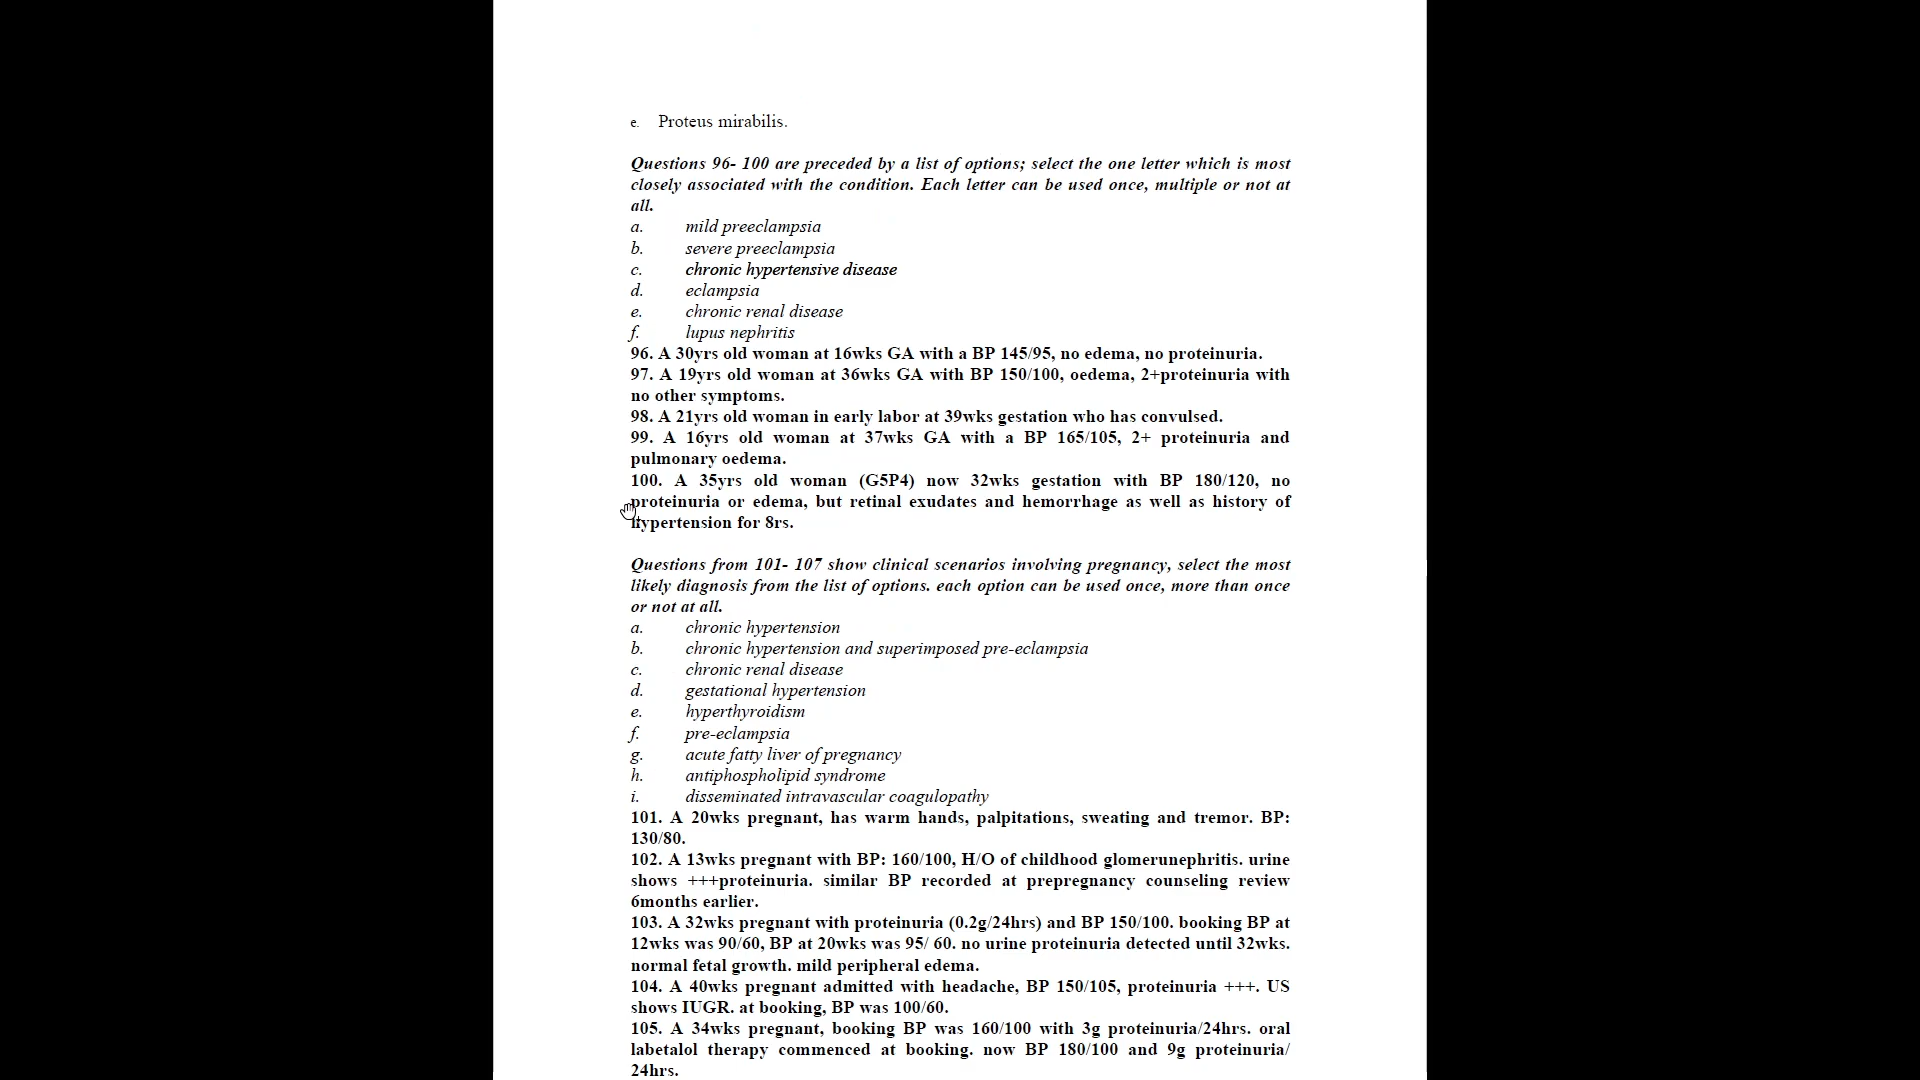 e. Proteus mirabilis.
Questions 96- 100 are preceded by a list of options; select the one letter which is most
closely associated with the condition. Each letter can be used once, multiple or not at
all.
a. mild preeclampsia
b. severe preeclampsia
c. chronic hypertensive disease
d. eclampsia
e. chronic renal disease
f. lupus nephritis
96. A 30yrs old woman at 16wks GA with a BP 145/95, no edema, no proteinuria.
97. A 19yrs old woman at 36wks GA with BP 150/100, oedema, 2+proteinuria with
no other symptoms.
98. A 21yrs old woman in early labor at 39wks gestation who has convulsed.
99. A 16yrs old woman at 37wks GA with a BP 165/105, 2+ proteinuria and
pulmonary oedema.
100. A 35yrs old woman (G5P4) now 32wks gestation with BP 180/120, no
proteinuria or edema, but retinal exudates and hemorrhage as well as history of
hypertension for 8rs.
Questions from 101- 107 show clinical scenarios involving pregnancy, select the most
likely diagnosis from the list of options. each option can be used once, more than once
or not at all.
a. chronic hypertension
b. chronic hypertension and superimposed pre-eclampsia
c. chronic renal disease
d. gestational hypertension
e. hyperthyroidism
f. pre-eclampsia
g. acute fatty liver of pregnancy
h. antiphospholipid syndrome
i. disseminated intravascular coagulopathy
101. A 20wks pregnant, has warm hands, palpitations, sweating and tremor. BP:
130/80.
102. A 13wks pregnant with BP: 160/100, H/O of childhood glomerunephritis. urine
shows +++proteinuria. similar BP recorded at prepregnancy counseling review
6months earlier.
103. A 32wks pregnant with proteinuria (0.2g/24hrs) and BP 150/100. booking BP at
12wks was 90/60, BP at 20wks was 95/ 60. no urine proteinuria detected until 32wks.
normal fetal growth. mild peripheral edema.
104. A 40wks pregnant admitted with headache, BP 150/105, proteinuria +++. US
shows IUGR. at booking, BP was 100/60.
105. A 34wks pregnant, booking BP was 160/100 with 3g proteinuria/24hrs. oral
labetalol therapy commenced at booking. now BP 180/100 and 9g proteinuria/
24hrs.